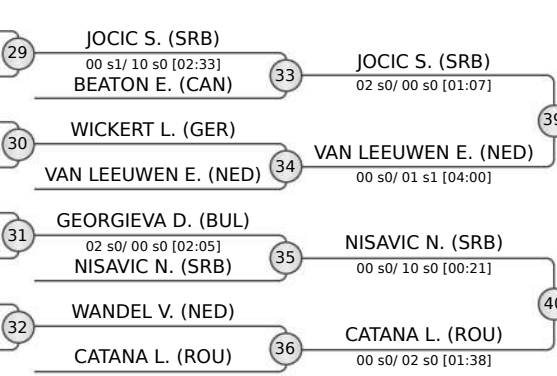 29
JOCIC S. (SRB)
00 s1/ 10 s0 [02:33]
BEATON E. (CAN)
33
JOCIC S. (SRB)
02 s0/ 00 s0 [01:07]
39
30
WICKERT L. (GER)
VAN LEEUWEN E. (NED)
34
VAN LEEUWEN E. (NED)
00 s0/ 01 s1 [04:00]
31
GEORGIEVA D. (BUL)
02 s0/ 00 s0 [02:05]
NISAVIC N. (SRB)
35
NISAVIC N. (SRB)
00 s0/ 10 s0 [00:21]
40
32
WANDEL V. (NED)
CATANA L. (ROU)
36
CATANA L. (ROU)
00 s0/ 02 s0 [01:38]